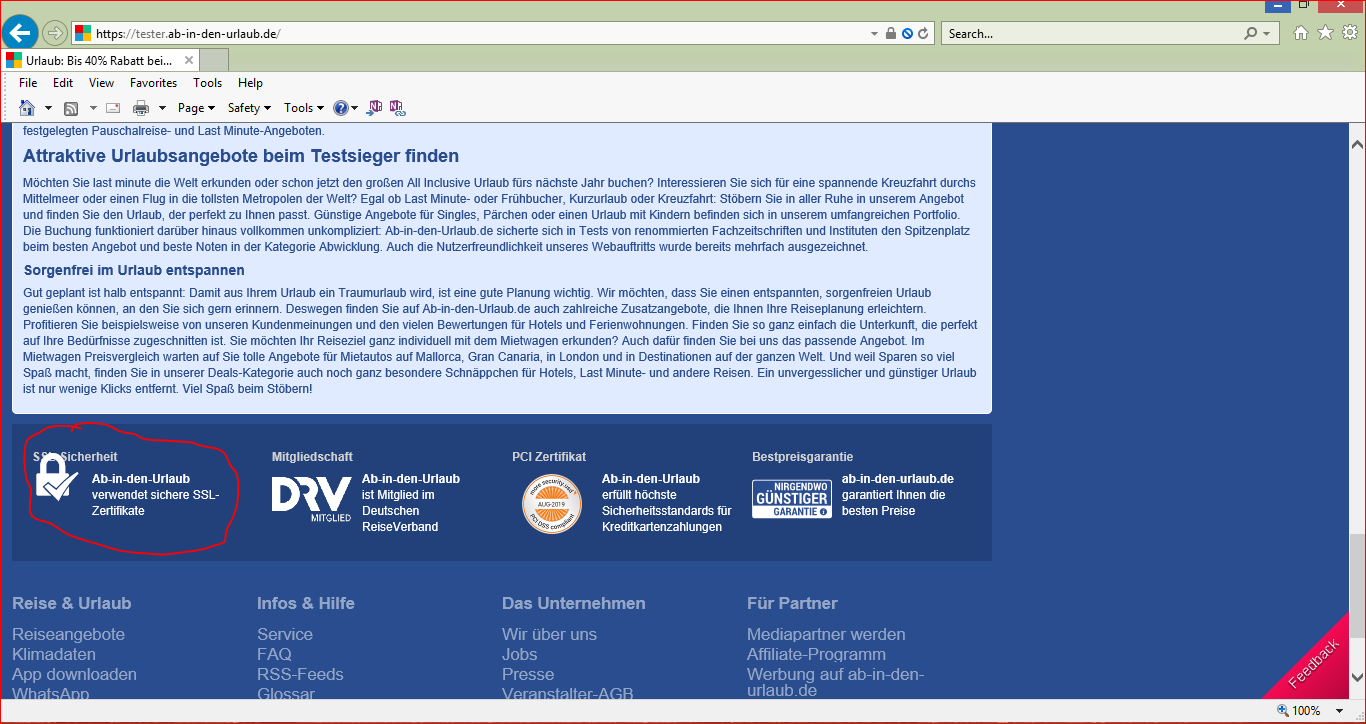 https://tester.ab-in-den-urlaub.de/
Search...
Urlaub: Bis 40% Rabatt bei...
File Edit View Favorites Tools Help
Page Safety Tools
festgelegten Pauschalreise- und Last Minute-Angeboten.
Attraktive Urlaubsangebote beim Testsieger finden
Möchten Sie last minute die Welt erkunden oder schon jetzt den großen All Inclusive Urlaub fürs nächste Jahr buchen? Interessieren Sie sich für eine spannende Kreuzfahrt durchs
Mittelmeer oder einen Flug in die tollsten Metropolen der Welt? Egal ob Last Minute- oder Frühbucher, Kurzurlaub oder Kreuzfahrt: Stöbern Sie in aller Ruhe in unserem Angebot
und finden Sie den Urlaub, der perfekt zu Ihnen passt. Günstige Angebote für Singles, Pärchen oder einen Urlaub mit Kindern befinden sich in unserem umfangreichen Portfolio.
Die Buchung funktioniert darüber hinaus vollkommen unkompliziert: Ab-in-den-Urlaub.de sicherte sich in Tests von renommierten Fachzeitschriften und Instituten den Spitzenplatz
beim besten Angebot und beste Noten in der Kategorie Abwicklung. Auch die Nutzerfreundlichkeit unseres Webauftritts wurde bereits mehrfach ausgezeichnet.
Sorgenfrei im Urlaub entspannen
Gut geplant ist halb entspannt: Damit aus Ihrem Urlaub ein Traumurlaub wird, ist eine gute Planung wichtig. Wir möchten, dass Sie einen entspannten, sorgenfreien Urlaub
genießen können, an den Sie sich gern erinnern. Deswegen finden Sie auf Ab-in-den-Urlaub.de auch zahlreiche Zusatzangebote, die Ihnen Ihre Reiseplanung erleichtern.
Profitieren Sie beispielsweise von unseren Kundenmeinungen und den vielen Bewertungen für Hotels und Ferienwohnungen. Finden Sie so ganz einfach die Unterkunft, die perfekt
auf Ihre Bedürfnisse zugeschnitten ist. Sie möchten Ihr Reiseziel ganz individuell mit dem Mietwagen erkunden? Auch dafür finden Sie bei uns das passende Angebot. Im
Mietwagen Preisvergleich warten auf Sie tolle Angebote für Mietautos auf Mallorca, Gran Canaria, in London und in Destinationen auf der ganzen Welt. Und weil Sparen so viel
Spaß macht, finden Sie in unserer Deals-Kategorie auch noch ganz besondere Schnäppchen für Hotels, Last Minute- und andere Reisen. Ein unvergesslicher und günstiger Urlaub
ist nur wenige Klicks entfernt. Viel Spaß beim Stöbern!
SSL Sicherheit
Ab-in-den-Urlaub
verwendet sichere SSL-
Zertifikate
Mitgliedschaft
DRV
MITGLIED
Ab-in-den-Urlaub
ist Mitglied im
Deutschen
ReiseVerband
PCI Zertifikat
more security.usd
AUG-2019
PCI DSS compliant
Ab-in-den-Urlaub
erfüllt höchste
Sicherheitsstandards für
Kreditkartenzahlungen
Bestpreisgarantie
NIRGENDWO
GÜNSTIGER
GARANTIE
ab-in-den-urlaub.de
garantiert Ihnen die
besten Preise
Reise & Urlaub
Reiseangebote
Klimadaten
App downloaden
WhatsApp
Infos & Hilfe
Service
FAQ
RSS-Feeds
Glossar
Das Unternehmen
Wir über uns
Jobs
Presse
Veranstalter-AGB
Für Partner
Mediapartner werden
Affiliate-Programm
Werbung auf ab-in-den-
urlaub.de
Feedback
100%